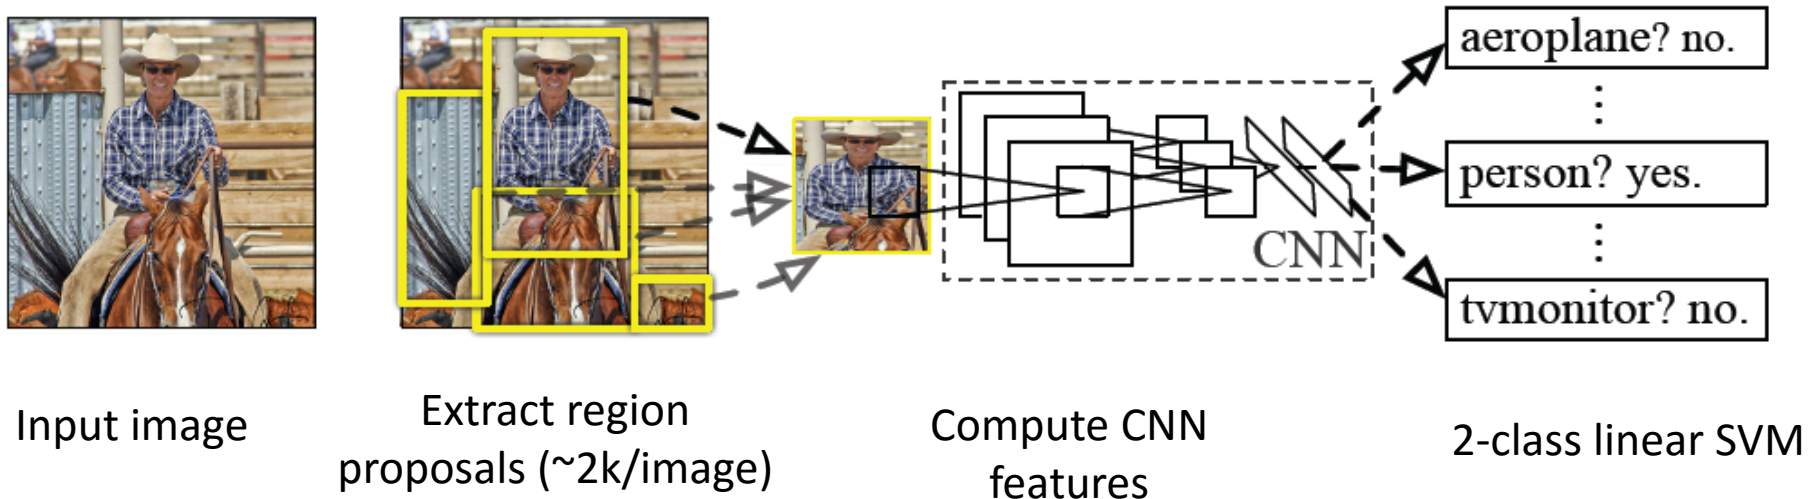 aeroplane? no.
person? yes.
tvmonitor? no.
CNN
Input image
Extract region
proposals (~2k/image)
Compute CNN
features
2-class linear SVM